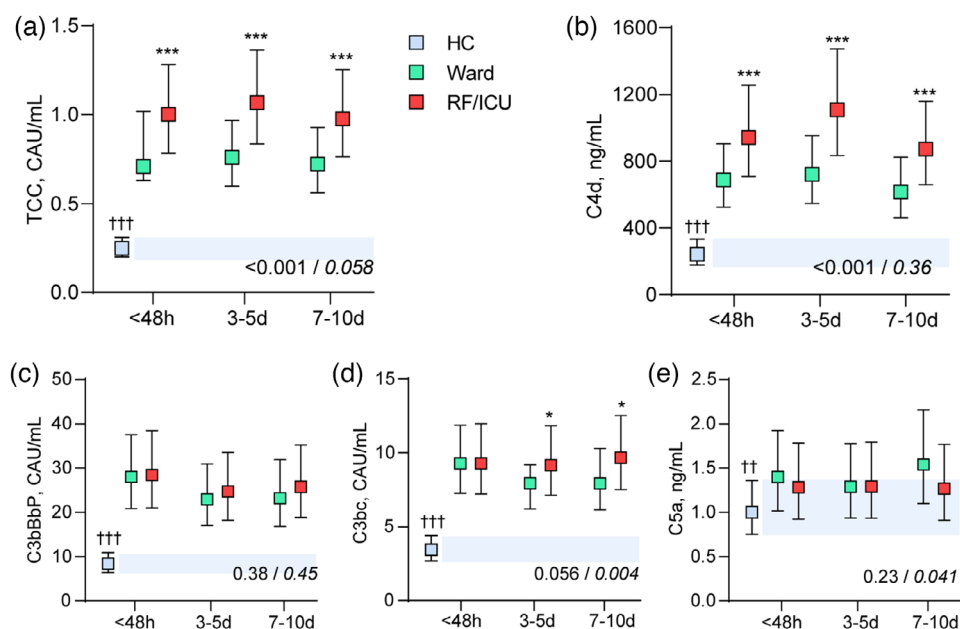 (a)
TCC, CAU/mL
1.5
1.0
0.5
0.0
***
***
***
†††
<0.001 / 0.058
<48h
3-5d
7-10d
HC
Ward
RF/ICU
(b)
C4d, ng/mL
1600
1200
800
400
0
***
***
***
†††
<0.001 / 0.36
<48h
3-5d
7-10d
(c)
C3bBbP, CAU/mL
50
40
30
20
10
0
†††
0.38 / 0.45
<48h
3-5d
7-10d
(d)
C3bc, CAU/mL
15
10
5
0
*
*
†††
0.056 / 0.004
<48h
3-5d
7-10d
(e)
C5a, ng/mL
2.5
2.0
1.5
1.0
0.5
0.0
††
0.23 / 0.041
<48h
3-5d
7-10d